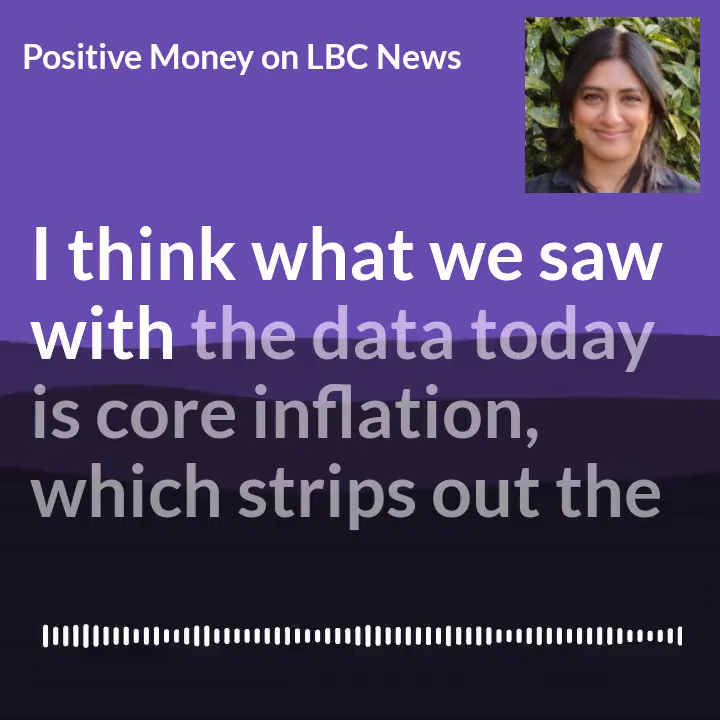 Positive Money on LBC News
I think what we saw
with the data today
is core inflation,
which strips out the